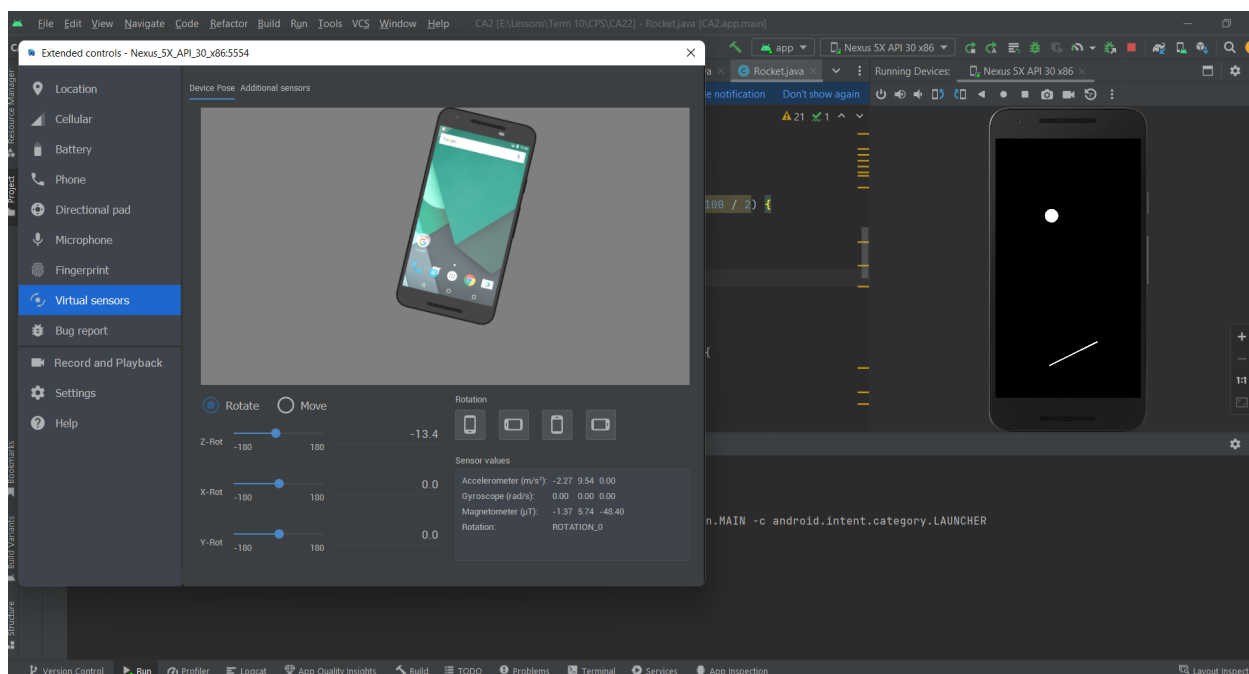 File Edit View Navigate Code Refactor Build Run Tools VCS Window Help CA2 [E:\Lessons\Term 10\CPS\CA22] - Rocket.java [CA2.app.main]
Extended controls - Nexus_5X_API_30_x86:5554
app Nexus 5X API 30 x86
Rocket.java Running Devices: Nexus 5X API 30 x86
e notification Don't show again
21 1
Resource Manager
Project
Bookmarks
Build Variants
Structure
Location
Cellular
Battery
Phone
Directional pad
Microphone
Fingerprint
Virtual sensors
Bug report
Record and Playback
Settings
Help
Device Pose Additional sensors
Google
Rotate Move
Z-Rot -180 180 -13.4
X-Rot -180 180 0.0
Y-Rot -180 180 0.0
Rotation
Sensor values
Accelerometer (m/s²): -2.27 9.54 0.00
Gyroscope (rad/s): 0.00 0.00 0.00
Magnetometer (μT): -1.37 5.74 -48.40
Rotation: ROTATION_0
100 / 2) {
{
1:1
n.MAIN -c android.intent.category.LAUNCHER
Version Control Run Profiler Logcat App Quality Insights Build TODO Problems Terminal Services App Inspection Layout Inspect